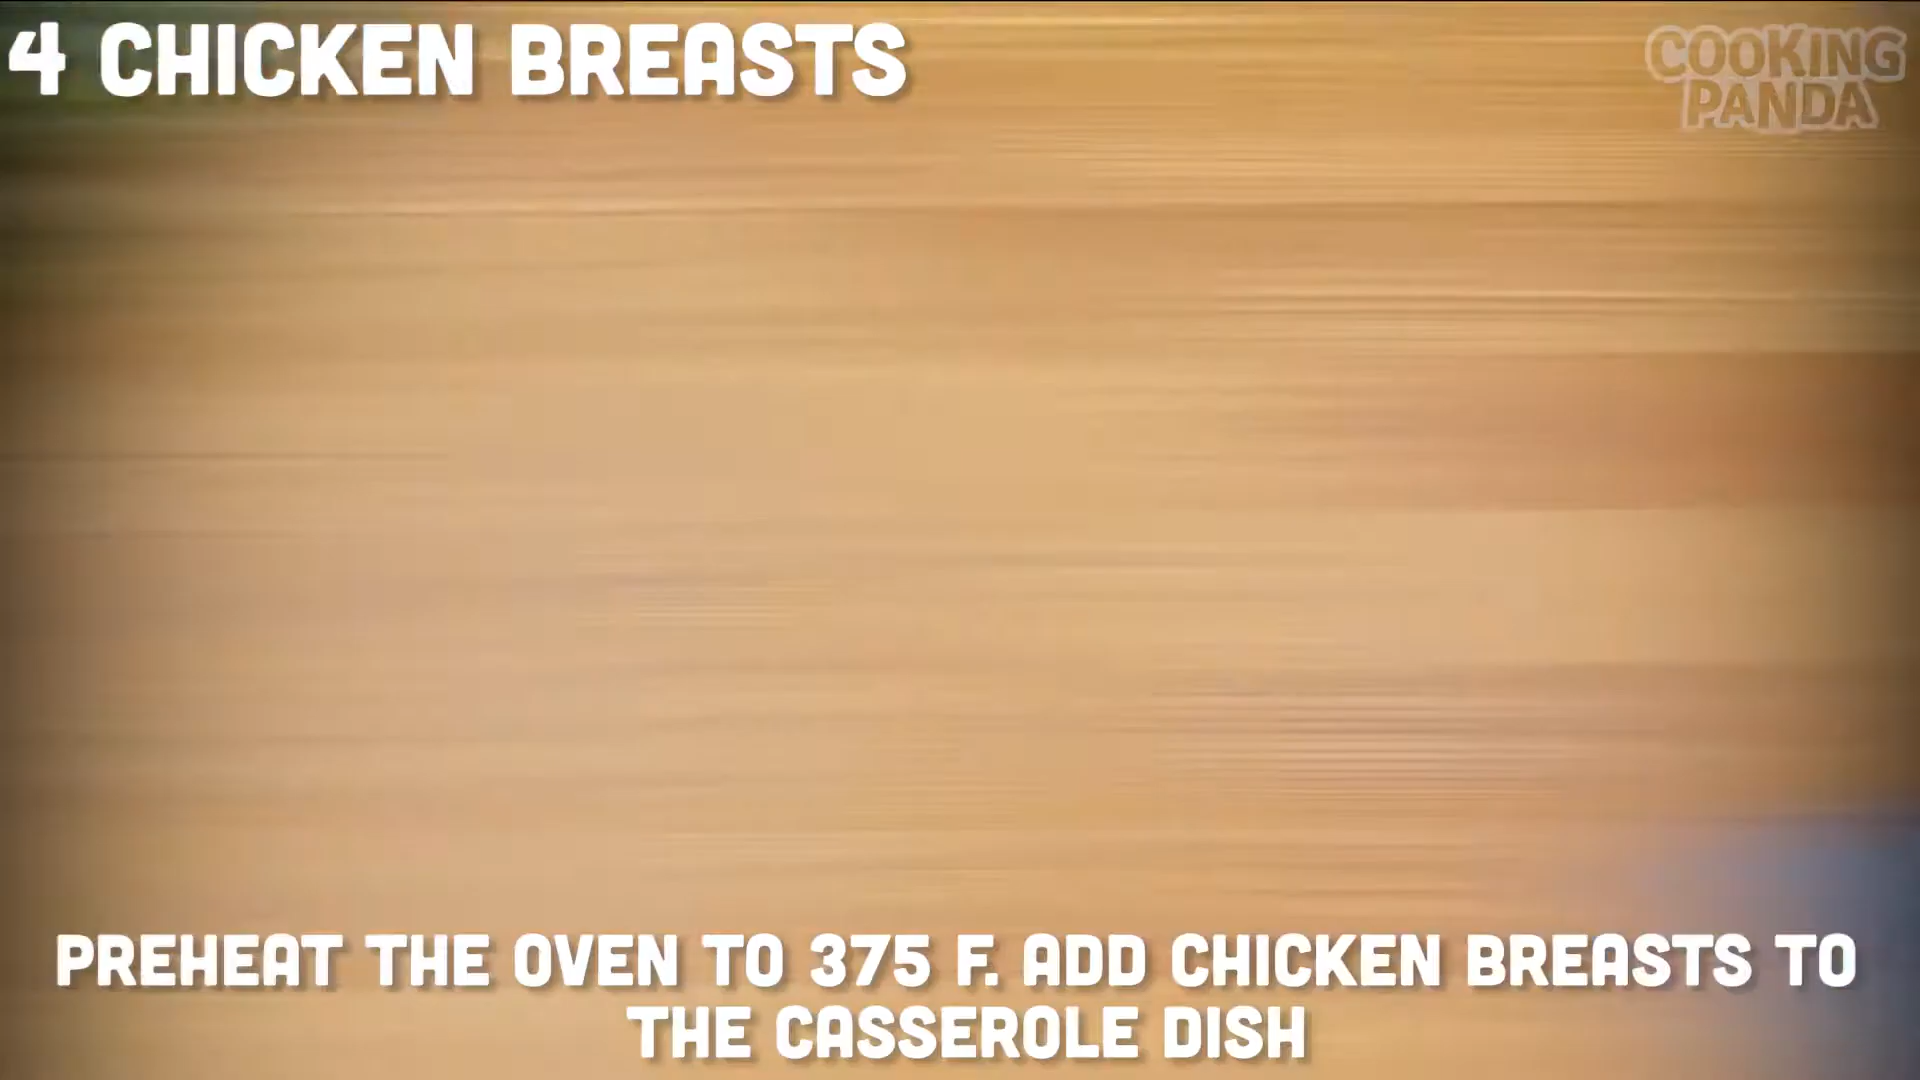 4 CHICKEN BREASTS
COOKING
PANDA
PREHEAT THE OVEN TO 375 F. ADD CHICKEN BREASTS TO
THE CASSEROLE DISH